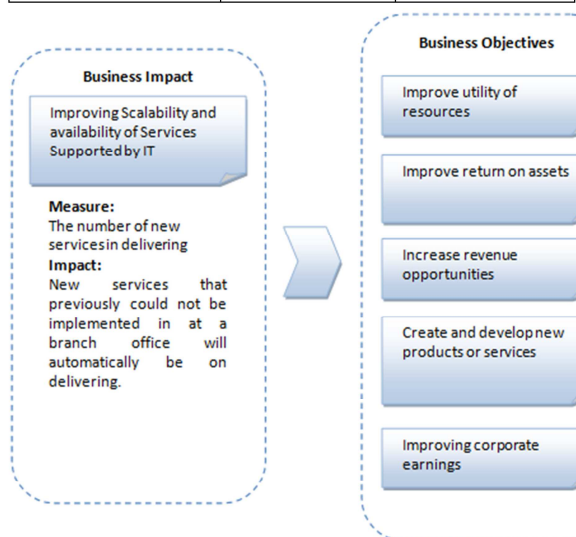 Business Impact
Improving Scalability and
availability of Services
Supported by IT
Measure:
The number of new
services in delivering
Impact:
New services that
previously could not be
implemented in at a
branch office will
automatically be on
delivering.
Business Objectives
Improve utility of
resources
Improve return on assets
Increase revenue
opportunities
Create and develop new
products or services
Improving corporate
earnings